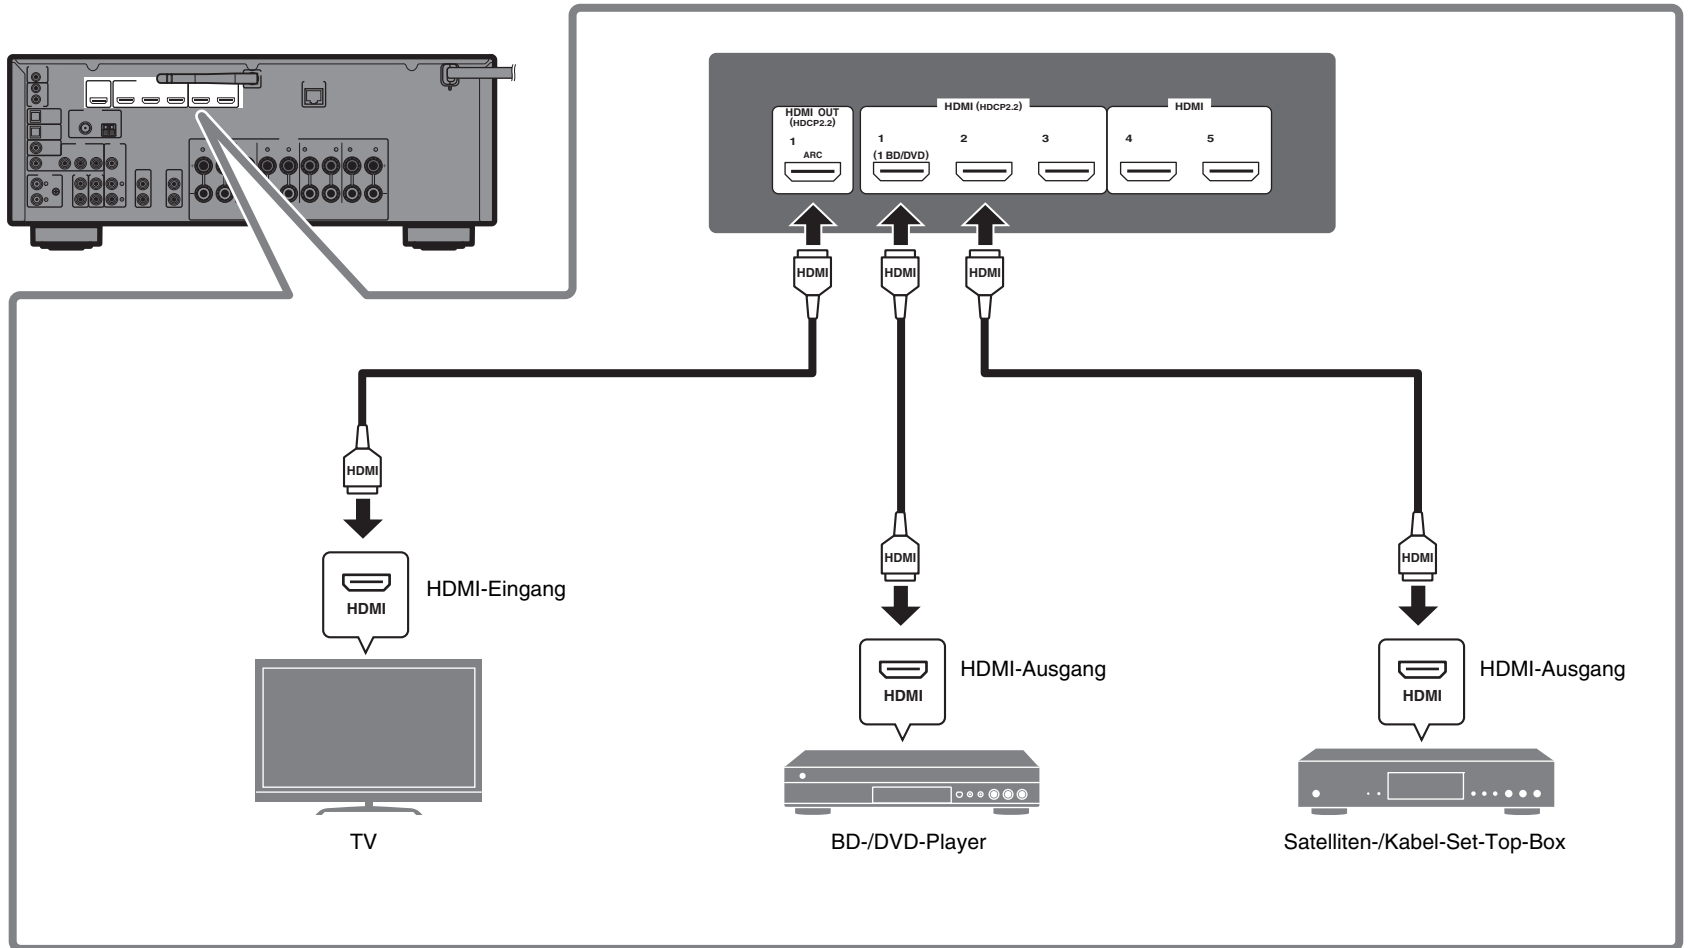 HDMI OUT
(HDCP2.2)
1
ARC
HDMI (HDCP2.2)
1
(1 BD/DVD)
2
3
HDMI
4
5
HDMI
HDMI
HDMI
HDMI
HDMI
HDMI
HDMI
HDMI-Eingang
HDMI
HDMI-Ausgang
HDMI
HDMI-Ausgang
TV
BD-/DVD-Player
Satelliten-/Kabel-Set-Top-Box